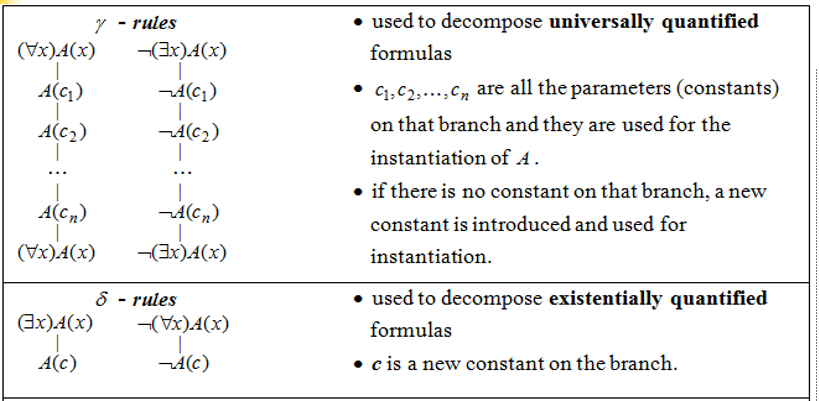 γ - rules
(∀x)A(x) ¬(∃x)A(x)
A(c₁) ¬A(c₁)
A(c₂) ¬A(c₂)
... ...
A(cₙ) ¬A(cₙ)
(∀x)A(x) ¬(∃x)A(x)
• used to decompose universally quantified
formulas
• c₁,c₂,...,cₙ are all the parameters (constants)
on that branch and they are used for the
instantiation of A .
• if there is no constant on that branch, a new
constant is introduced and used for
instantiation.
δ - rules
(∃x)A(x) ¬(∀x)A(x)
A(c) ¬A(c)
• used to decompose existentially quantified
formulas
• c is a new constant on the branch.